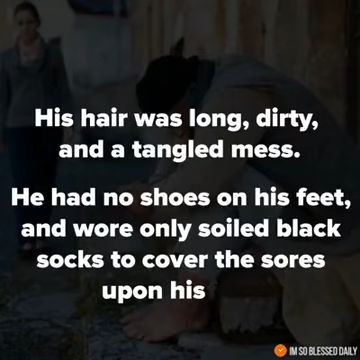 His hair was long, dirty,
and a tangled mess.
He had no shoes on his feet,
and wore only soiled black
socks to cover the sores
upon his
IM SO BLESSED DAILY